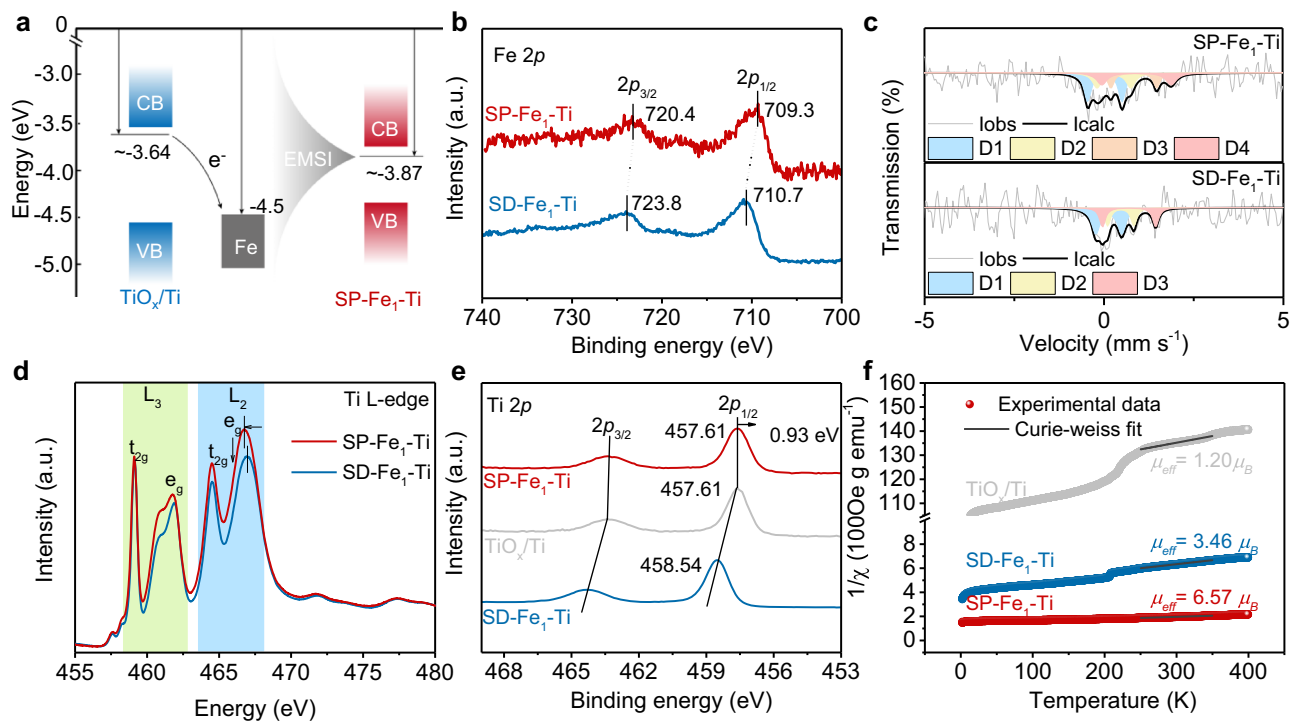 a
0
-3.0
-3.5
-4.0
-4.5
-5.0
Energy (eV)
CB
~-3.64
e-
VB
TiOx/Ti
Fe
-4.5
EMSI
CB
~-3.87
VB
SP-Fe1-Ti
b
Fe 2p
2p3/2
2p1/2
SP-Fe1-Ti
720.4
709.3
SD-Fe1-Ti
723.8
710.7
Intensity (a.u.)
740 730 720 710 700
Binding energy (eV)
c
SP-Fe1-Ti
Iobs Icalc
D1 D2 D3 D4
SD-Fe1-Ti
Iobs Icalc
D1 D2 D3
Transmission (%)
-5 0 5
Velocity (mm s-1)
d
L3
L2
Ti L-edge
SP-Fe1-Ti
SD-Fe1-Ti
t2g
eg
t2g
eg
Intensity (a.u.)
455 460 465 470 475 480
Energy (eV)
e
Ti 2p
2p3/2
2p1/2
457.61
0.93 eV
SP-Fe1-Ti
457.61
TiOx/Ti
458.54
SD-Fe1-Ti
Intensity (a.u.)
468 465 462 459 456 453
Binding energy (eV)
f
160
150
140
130
120
110
8
6
4
2
0
1/χ (1000Oe g emu-1)
Experimental data
Curie-weiss fit
μeff= 1.20 μB
TiOx/Ti
SD-Fe1-Ti
μeff= 3.46 μB
SP-Fe1-Ti
μeff= 6.57 μB
0 100 200 300 400
Temperature (K)